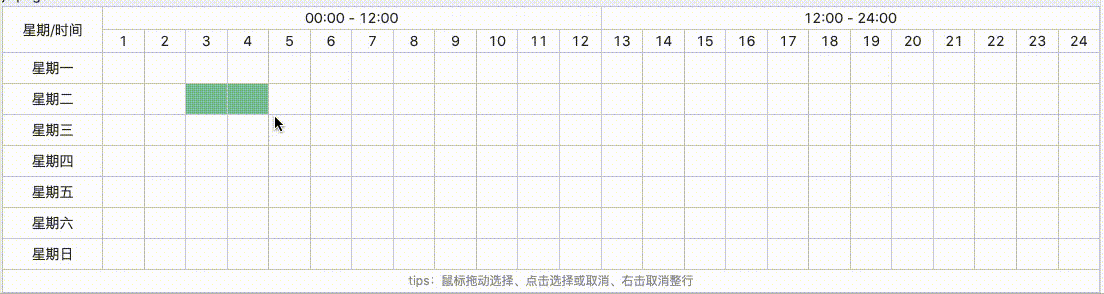 星期/时间 00:00 - 12:00 12:00 - 24:00
1 2 3 4 5 6 7 8 9 10 11 12 13 14 15 16 17 18 19 20 21 22 23 24
星期一
星期二
星期三
星期四
星期五
星期六
星期日
tips：鼠标拖动选择、点击选择或取消、右击取消整行